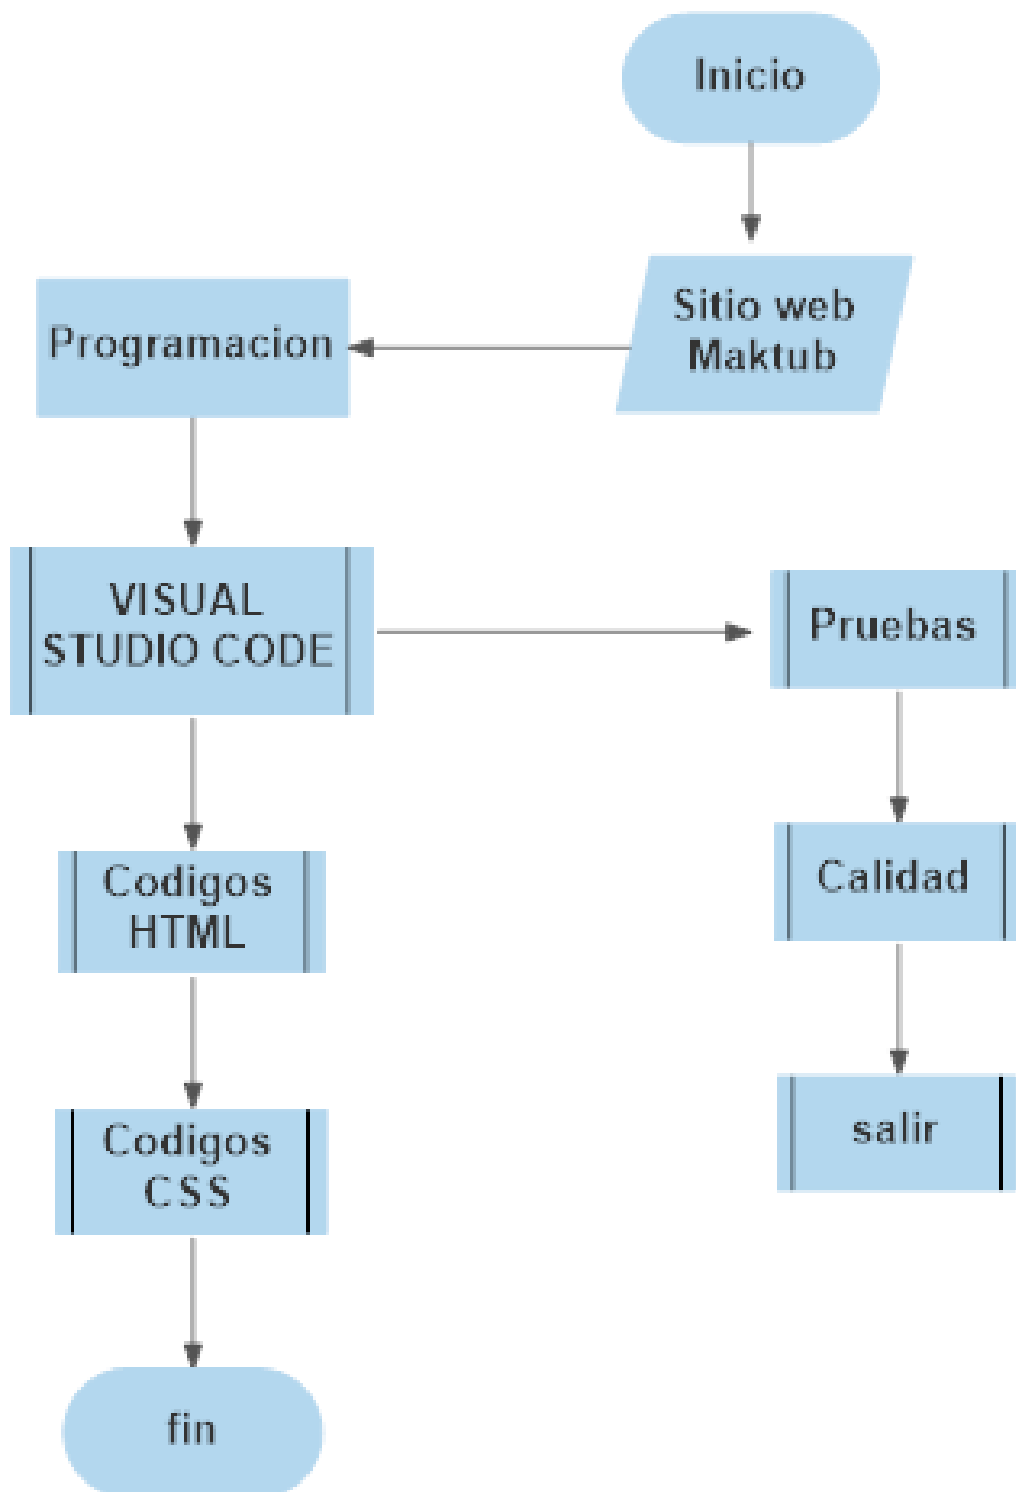 Inicio
Sitio web
Maktub
Programacion
VISUAL
STUDIO CODE
Pruebas
Codigos
HTML
Calidad
Codigos
CSS
salir
fin